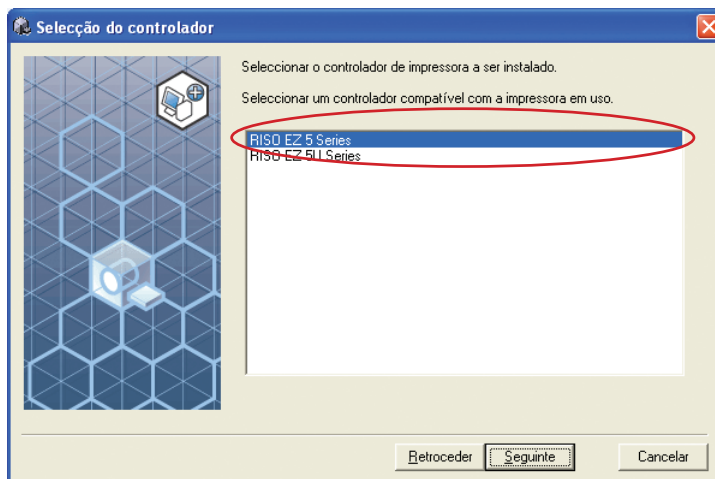 Selecção do controlador
Seleccionar o controlador de impressora a ser instalado.
Seleccionar um controlador compatível com a impressora em uso.
RISO EZ 5 Series
RISO EZ 5U Series
Retroceder
Seguinte
Cancelar